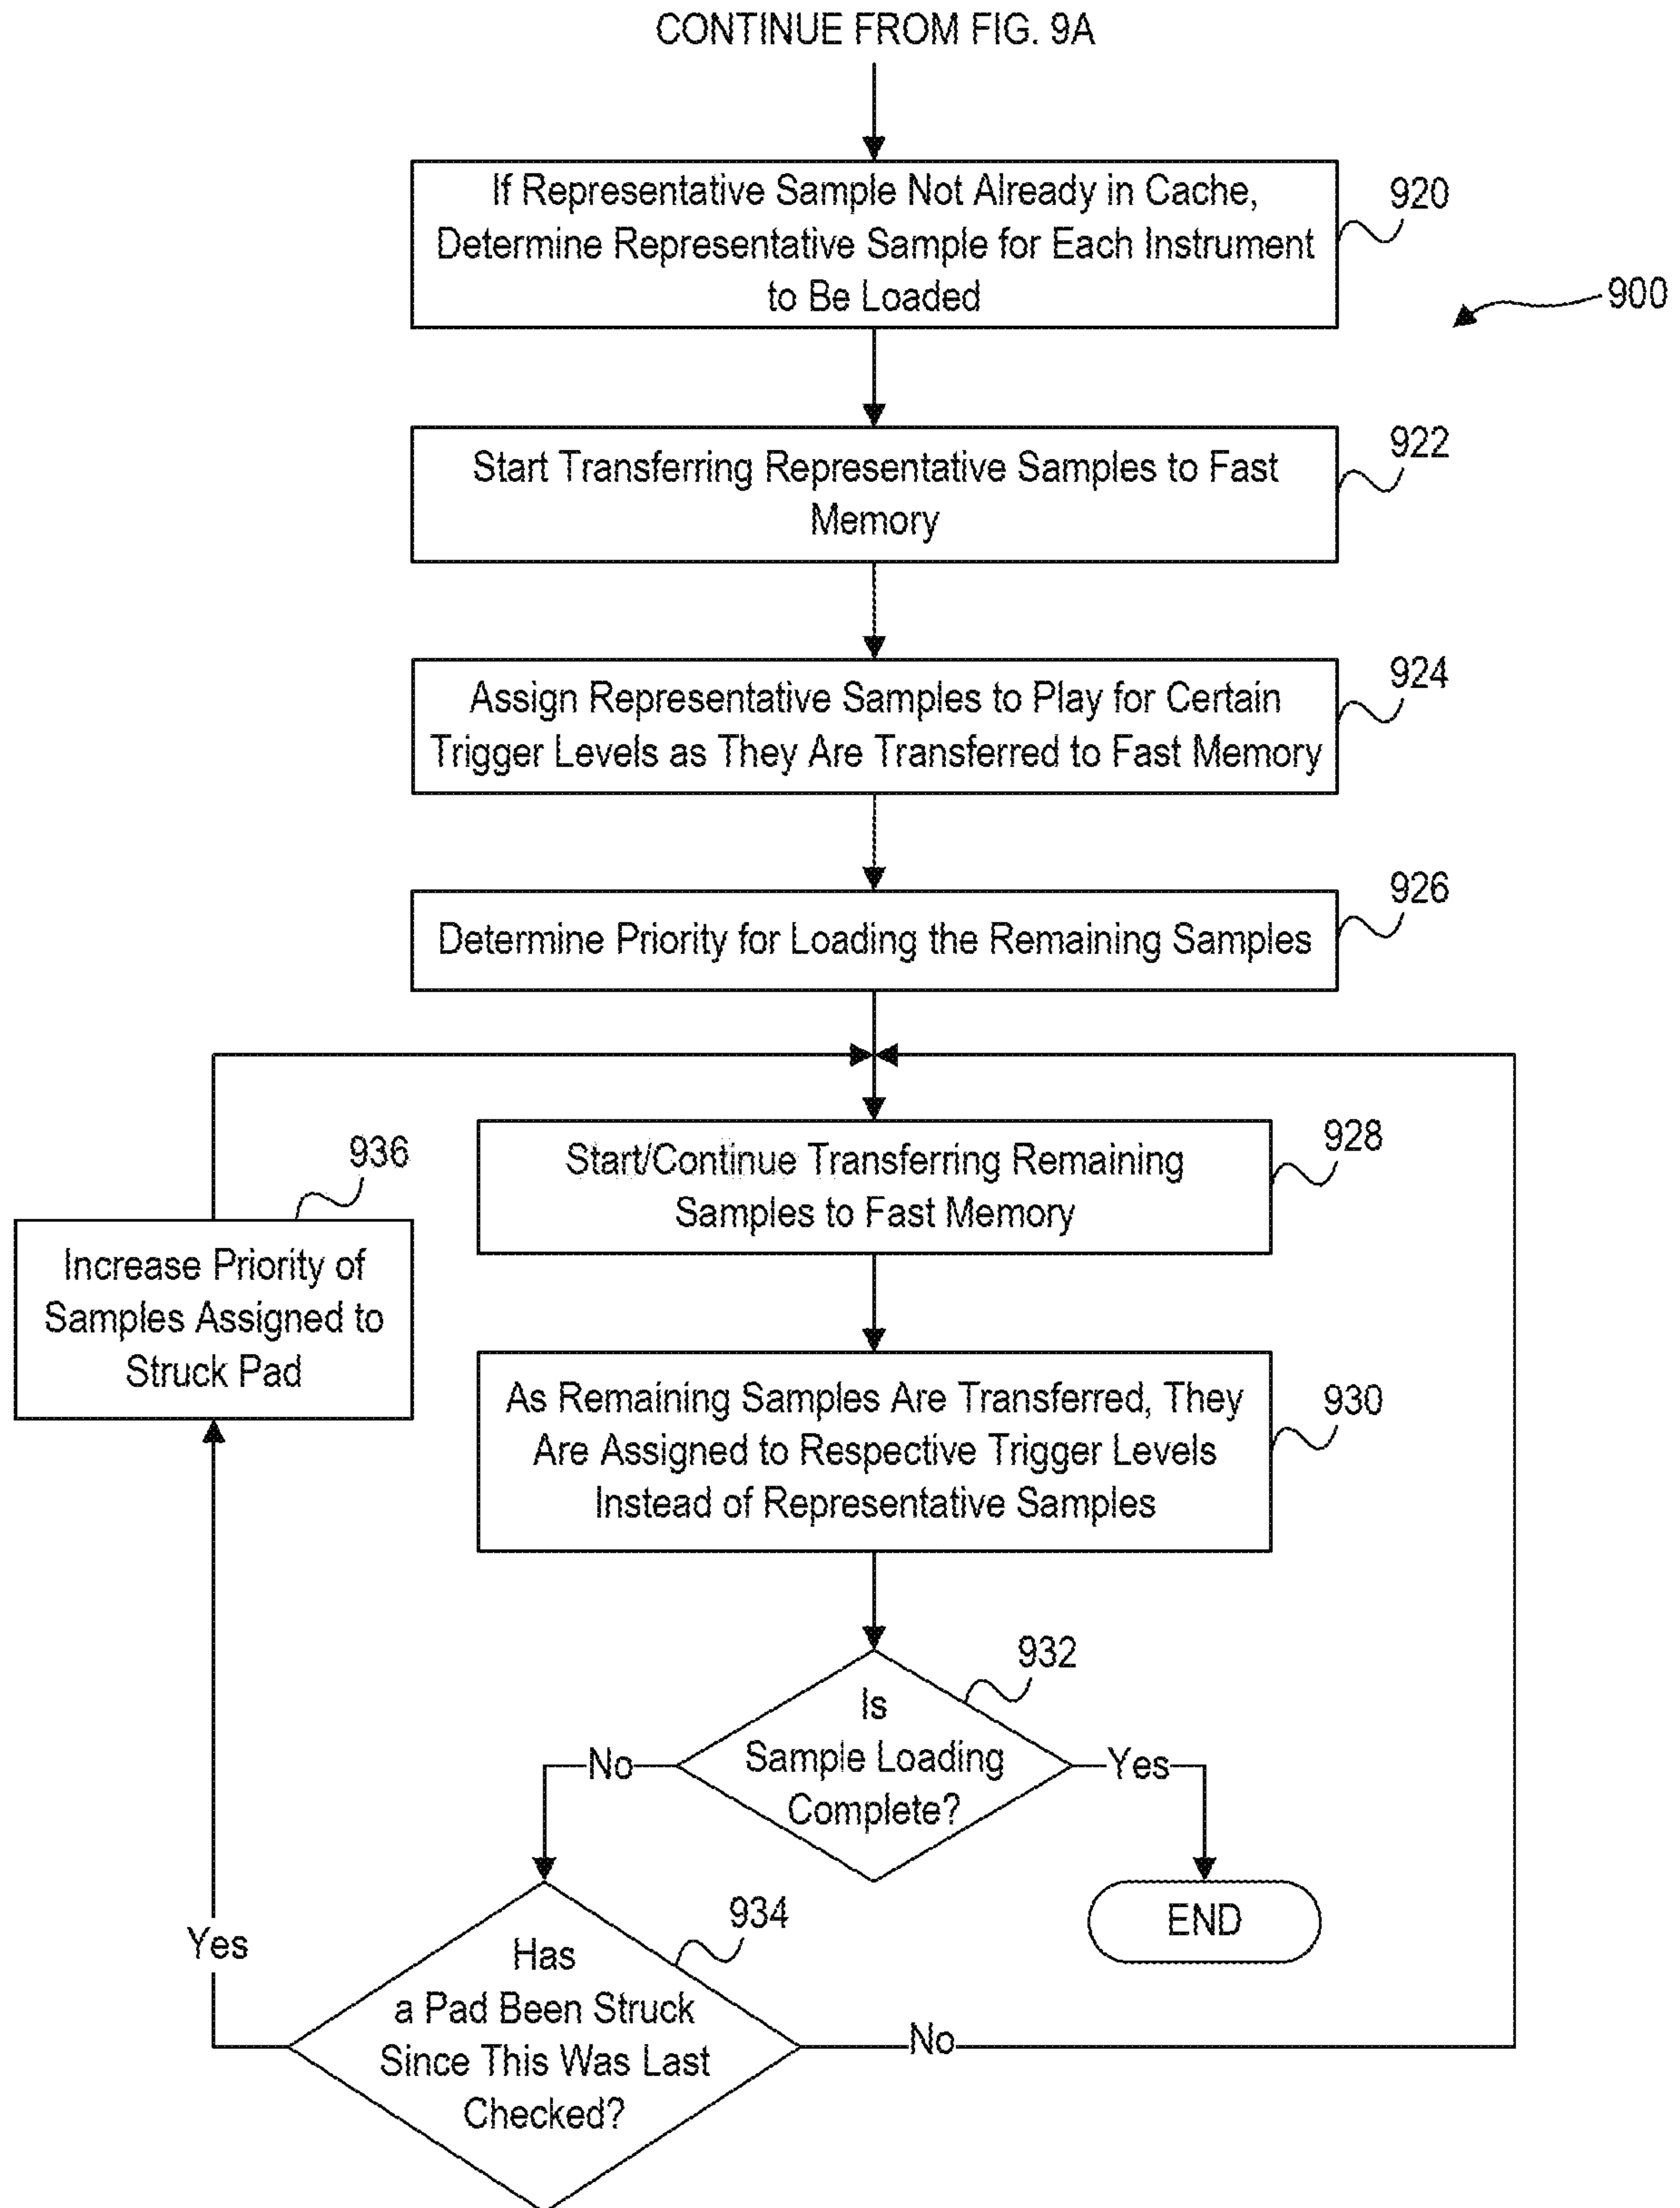 CONTINUE FROM FIG. 9A
If Representative Sample Not Already in Cache,
Determine Representative Sample for Each Instrument
to Be Loaded
920
900
Start Transferring Representative Samples to Fast
Memory
922
Assign Representative Samples to Play for Certain
Trigger Levels as They Are Transferred to Fast Memory
924
Determine Priority for Loading the Remaining Samples
926
Start/Continue Transferring Remaining
Samples to Fast Memory
928
936
Increase Priority of
Samples Assigned to
Struck Pad
As Remaining Samples Are Transferred, They
Are Assigned to Respective Trigger Levels
Instead of Representative Samples
930
932
Is
Sample Loading
Complete?
No
Yes
END
934
Has
a Pad Been Struck
Since This Was Last
Checked?
Yes
No